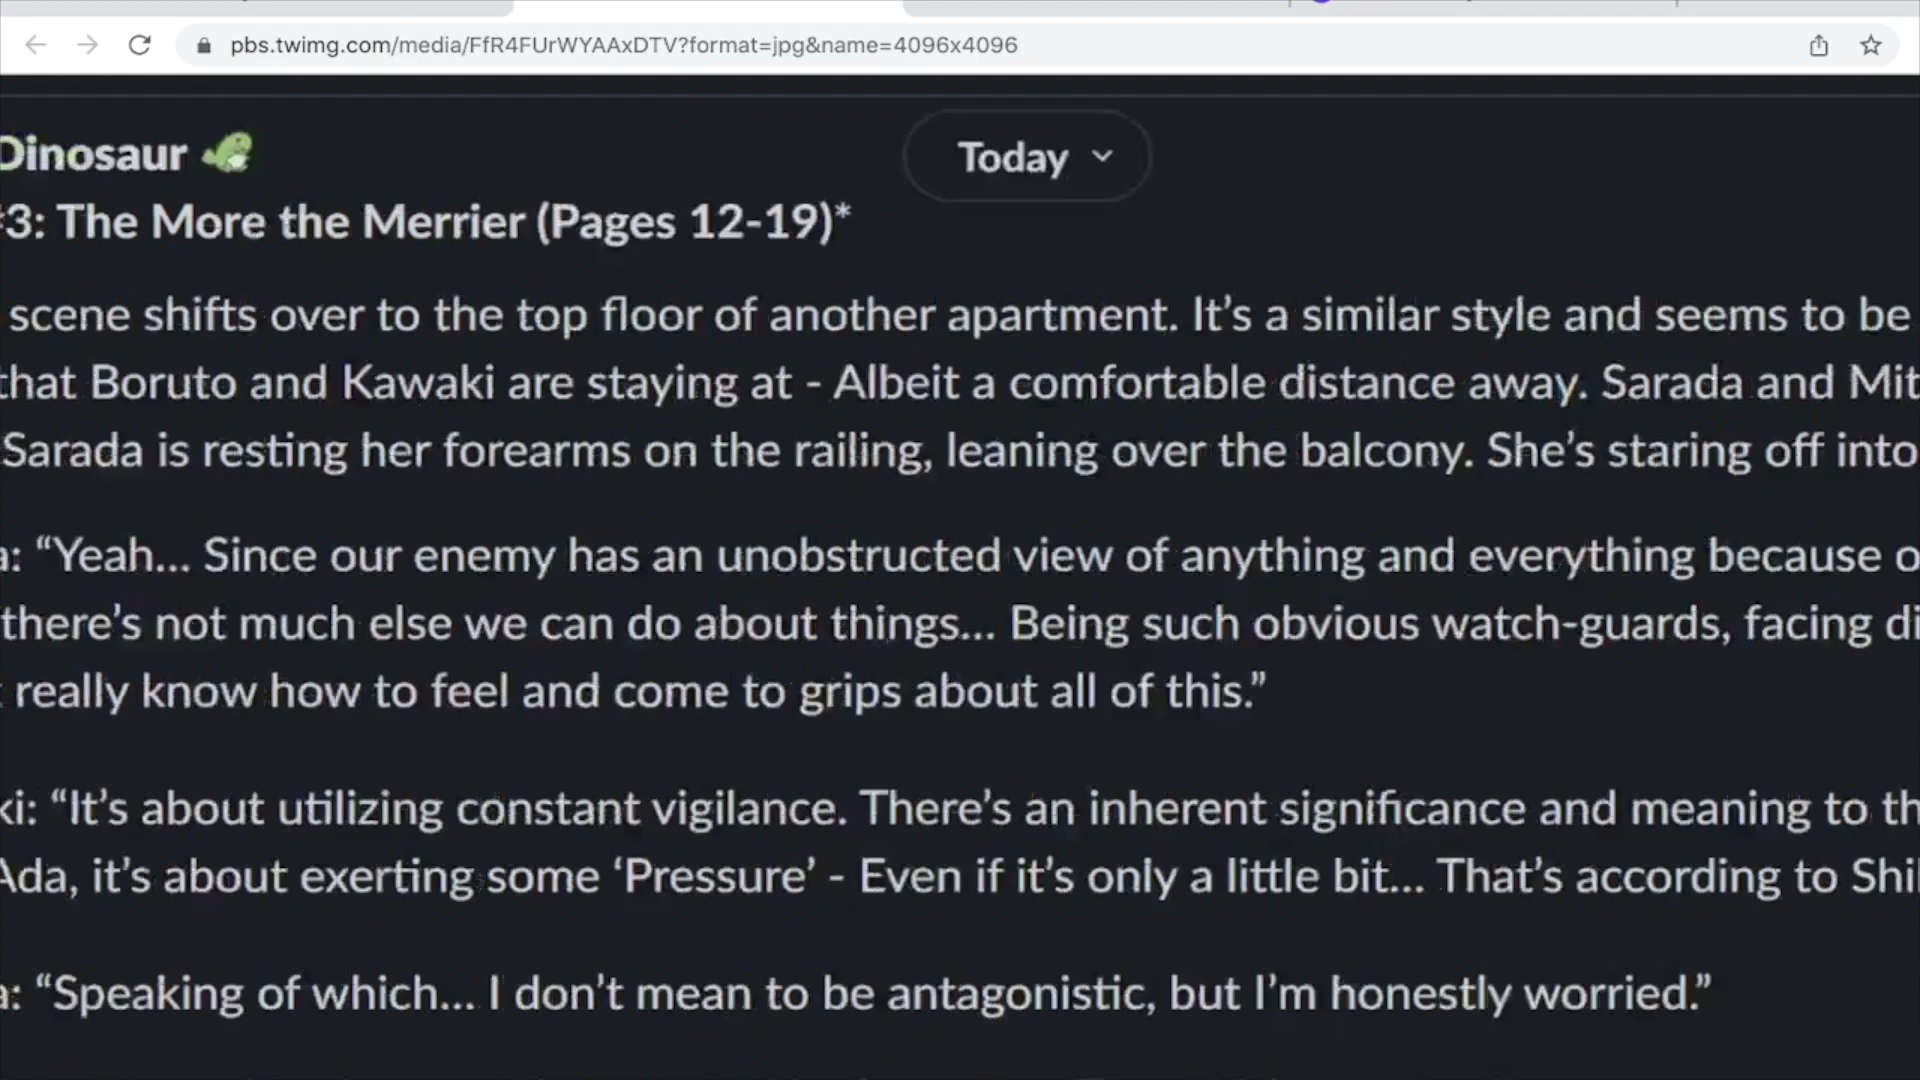 pbs.twimg.com/media/FfR4FUrWYAAxDTV?format=jpg&name=4096x4096
Dinosaur
Today
#3: The More the Merrier (Pages 12-19)*
scene shifts over to the top floor of another apartment. It’s a similar style and seems to be
that Boruto and Kawaki are staying at - Albeit a comfortable distance away. Sarada and Mit
Sarada is resting her forearms on the railing, leaning over the balcony. She’s staring off into
a: “Yeah... Since our enemy has an unobstructed view of anything and everything because o
there’s not much else we can do about things... Being such obvious watch-guards, facing di
really know how to feel and come to grips about all of this.”
ki: “It’s about utilizing constant vigilance. There’s an inherent significance and meaning to th
Ada, it’s about exerting some ‘Pressure’ - Even if it’s only a little bit... That’s according to Shi
a: “Speaking of which... I don’t mean to be antagonistic, but I’m honestly worried.”